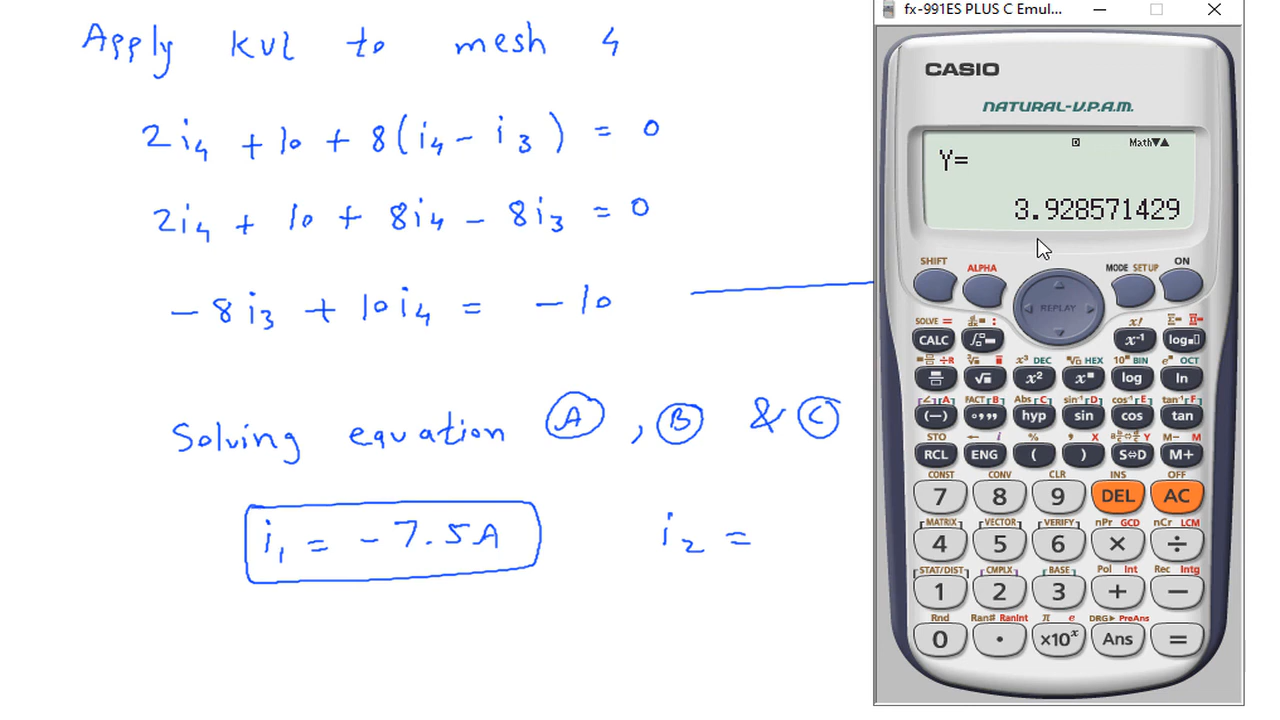 Apply kvl to mesh 4
2i4 + 10 + 8(i4 - i3) = 0
2i4 + 10 + 8i4 - 8i3 = 0
-8i3 + 10i4 = -10
Solving equation A, B & C
i1 = -7.5A i2 =
fx-991ES PLUS C Emul...
CASIO
NATURAL-V.P.A.M.
D Math▼▲
Y=
3.928571429
SHIFT ALPHA REPLAY MODE SETUP ON
SOLVE = d/dx= : x! Σ= Π=
CALC ∫ x⁻¹ log
÷R x³ DEC HEX 10 BIN e OCT
√ x² x log ln
[∠][A] FACT[B] Abs[C] sin⁻¹[D] cos⁻¹[E] tan⁻¹[F]
(−) °,,, hyp sin cos tan
STO ← i % , X Y M− M
RCL ENG ( ) S⇔D M+
CONST CONV CLR INS OFF
7 8 9 DEL AC
[MATRIX] [VECTOR] [VERIFY] nPr GCD nCr LCM
4 5 6 × ÷
[STAT/DIST] [CMPLX] [BASE] Pol Int Rec Intg
1 2 3 + −
Rnd Ran# RanInt π e DRG▶ PreAns
0 • ×10ˣ Ans =